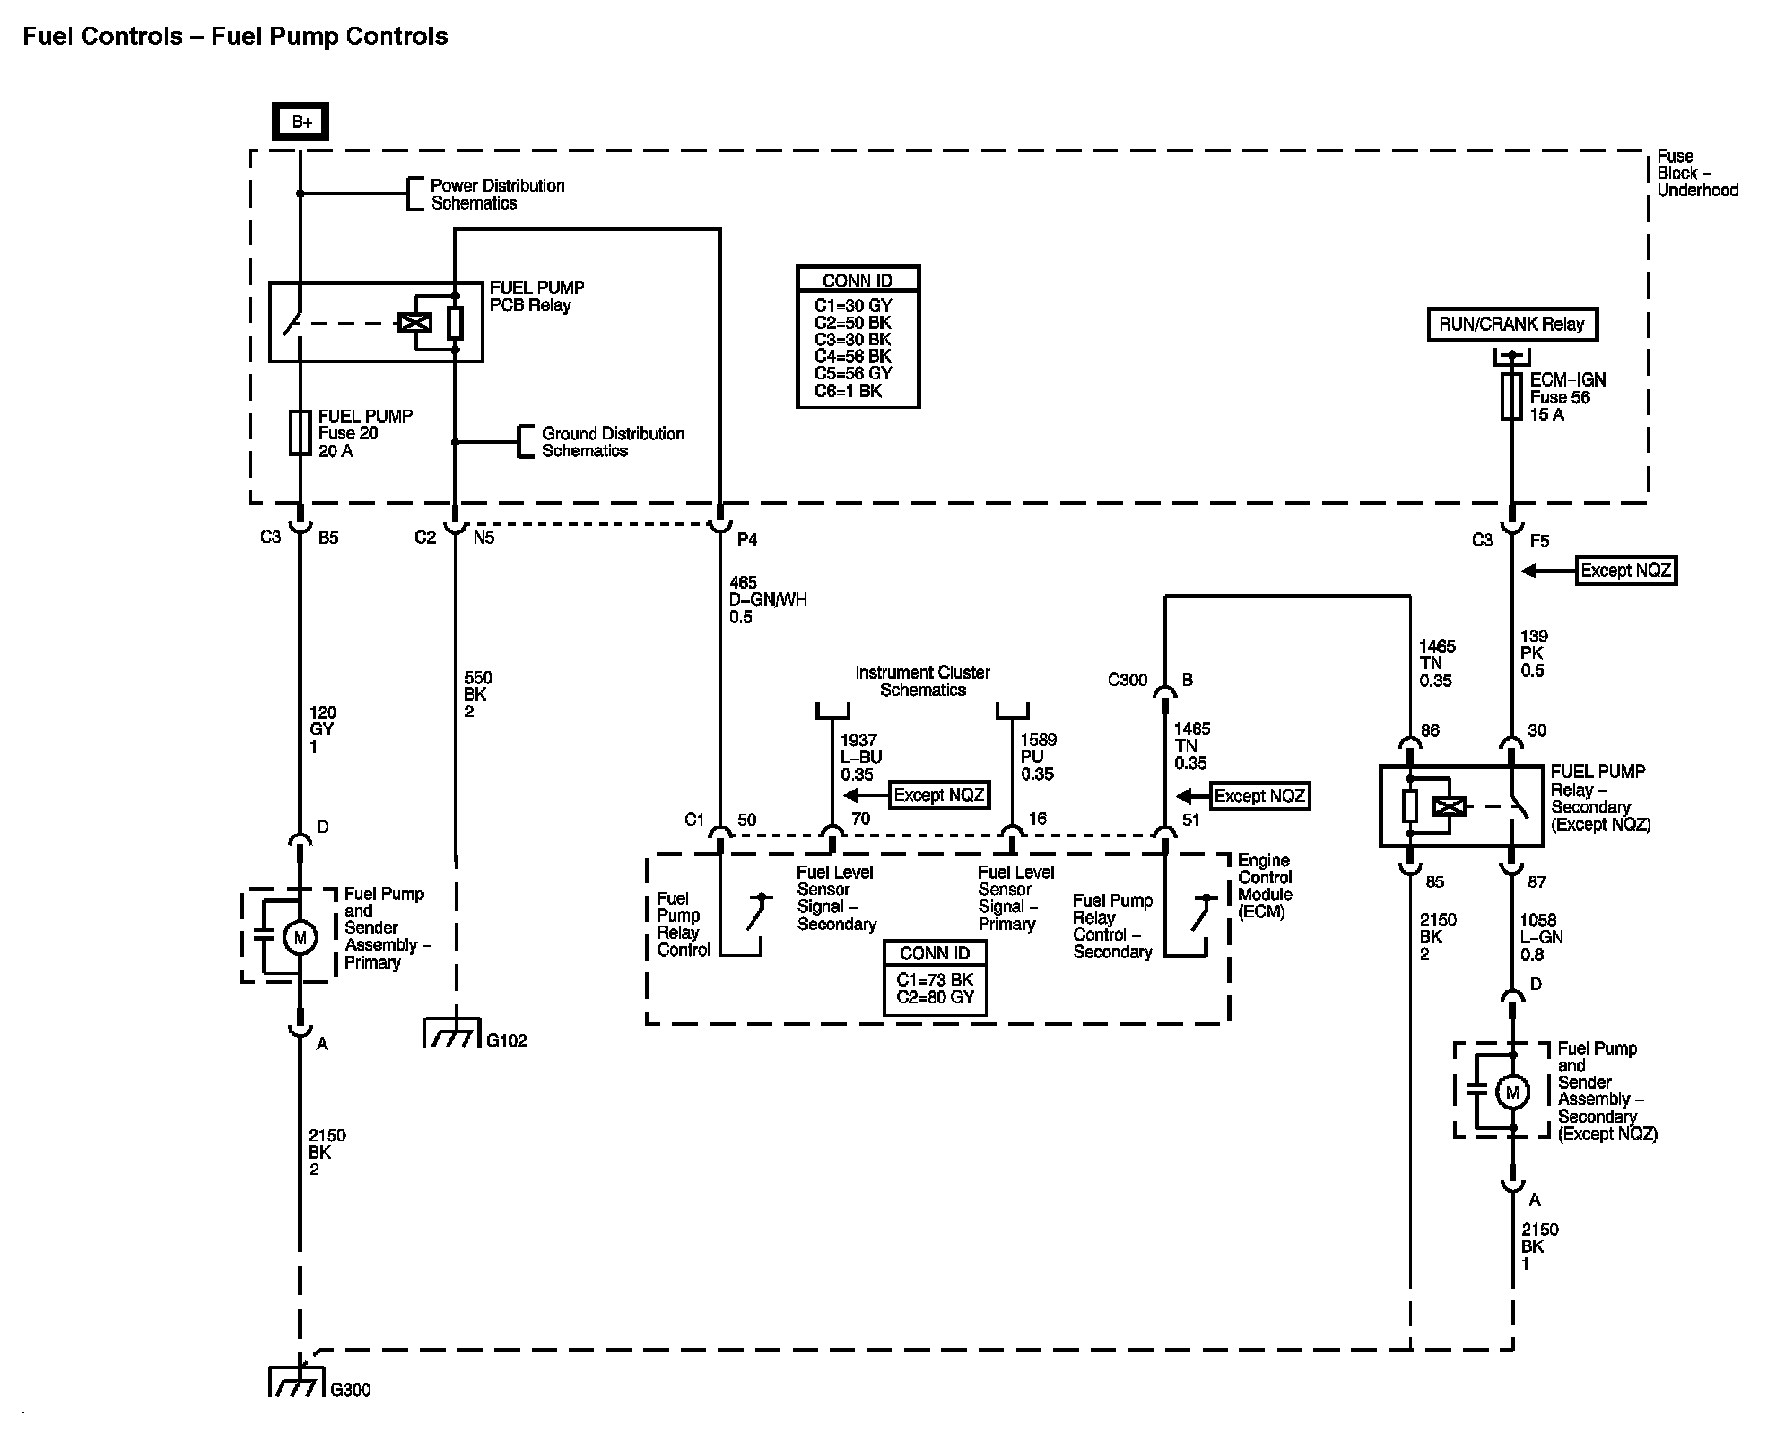 Fuel Controls – Fuel Pump Controls
B+
Fuse
Block –
Underhood
Power Distribution
Schematics
FUEL PUMP
PCB Relay
CONN ID
C1=30 GY
C2=50 BK
C3=30 BK
C4=56 BK
C5=56 GY
C6=1 BK
RUN/CRANK Relay
ECM–IGN
Fuse 56
15 A
FUEL PUMP
Fuse 20
20 A
Ground Distribution
Schematics
C3 B5
C2 N5
P4
C3 F5
Except NQZ
465
D–GN/WH
0.5
1465
TN
0.35
139
PK
0.5
550
BK
2
120
GY
1
Instrument Cluster
Schematics
C300 B
1937
L–BU
0.35
1589
PU
0.35
1465
TN
0.35
86
30
Except NQZ
Except NQZ
FUEL PUMP
Relay –
Secondary
(Except NQZ)
C1 50
70
16
51
D
Fuel Pump
and
Sender
Assembly –
Primary
M
Fuel
Pump
Relay
Control
Fuel Level
Sensor
Signal –
Secondary
Fuel Level
Sensor
Signal –
Primary
Fuel Pump
Relay
Control –
Secondary
Engine
Control
Module
(ECM)
CONN ID
C1=73 BK
C2=80 GY
85
87
2150
BK
2
1058
L–GN
0.8
D
A
G102
Fuel Pump
and
Sender
Assembly –
Secondary
(Except NQZ)
M
2150
BK
2
A
2150
BK
1
G300